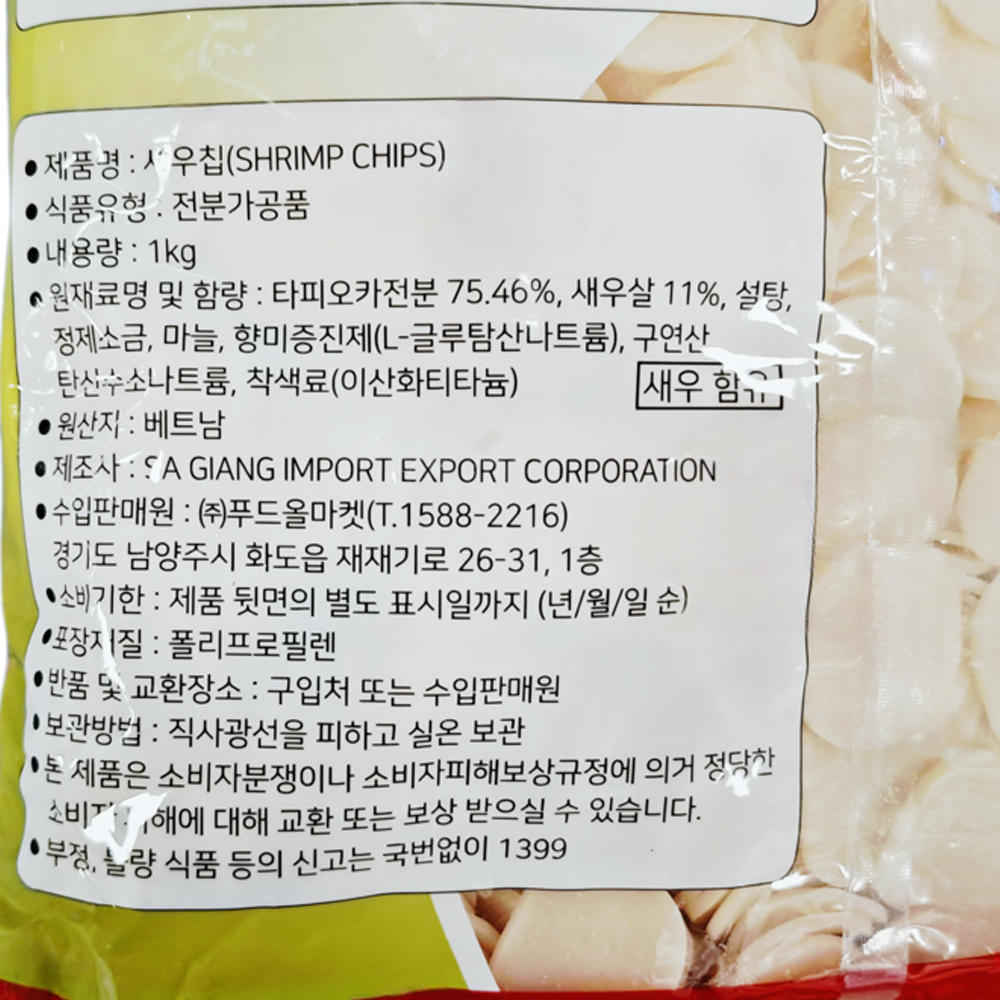 • 제품명 : 새우칩(SHRIMP CHIPS)
• 식품유형 : 전분가공품
• 내용량 : 1kg
• 원재료명 및 함량 : 타피오카전분 75.46%, 새우살 11%, 설탕,
정제소금, 마늘, 향미증진제(L-글루탐산나트륨), 구연산
탄산수소나트륨, 착색료(이산화티타늄)
새우 함유
• 원산지 : 베트남
• 제조사 : SA GIANG IMPORT EXPORT CORPORATION
• 수입판매원 : ㈜푸드올마켓(T.1588-2216)
경기도 남양주시 화도읍 재재기로 26-31, 1층
• 소비기한 : 제품 뒷면의 별도 표시일까지 (년/월/일 순)
• 포장재질 : 폴리프로필렌
• 반품 및 교환장소 : 구입처 또는 수입판매원
• 보관방법 : 직사광선을 피하고 실온 보관
• 본 제품은 소비자분쟁이나 소비자피해보상규정에 의거 정당한
소비자 피해에 대해 교환 또는 보상 받으실 수 있습니다.
• 부정, 불량 식품 등의 신고는 국번없이 1399